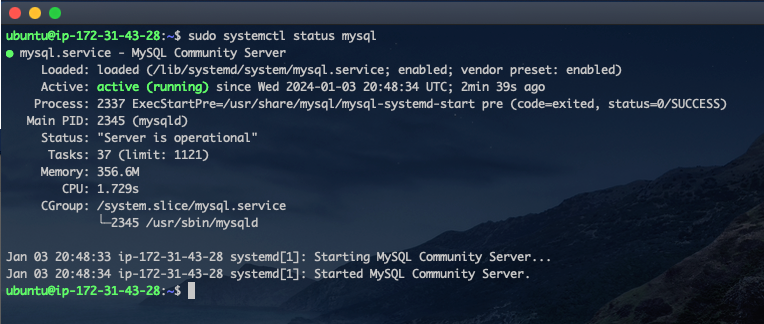 ubuntu@ip-172-31-43-28:~$ sudo systemctl status mysql
● mysql.service - MySQL Community Server
Loaded: loaded (/lib/systemd/system/mysql.service; enabled; vendor preset: enabled)
Active: active (running) since Wed 2024-01-03 20:48:34 UTC; 2min 39s ago
Process: 2337 ExecStartPre=/usr/share/mysql/mysql-systemd-start pre (code=exited, status=0/SUCCESS)
Main PID: 2345 (mysqld)
Status: "Server is operational"
Tasks: 37 (limit: 1121)
Memory: 356.6M
CPU: 1.729s
CGroup: /system.slice/mysql.service
└─2345 /usr/sbin/mysqld
Jan 03 20:48:33 ip-172-31-43-28 systemd[1]: Starting MySQL Community Server...
Jan 03 20:48:34 ip-172-31-43-28 systemd[1]: Started MySQL Community Server.
ubuntu@ip-172-31-43-28:~$